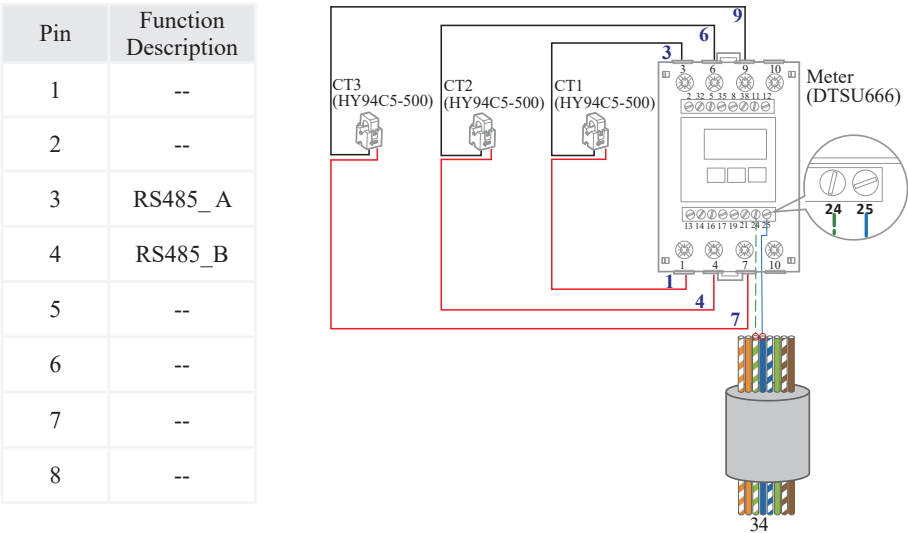 Pin Function Description
1 --
2 --
3 RS485_ A
4 RS485_B
5 --
6 --
7 --
8 --
9
6
3
CT3
(HY94C5-500)
CT2
(HY94C5-500)
CT1
(HY94C5-500)
3 6 9 10
2 32 5 35 8 38 11 12
Meter
(DTSU666)
24 25
13 14 16 17 19 21 24 25
1 4 7 10
1
4
7
34